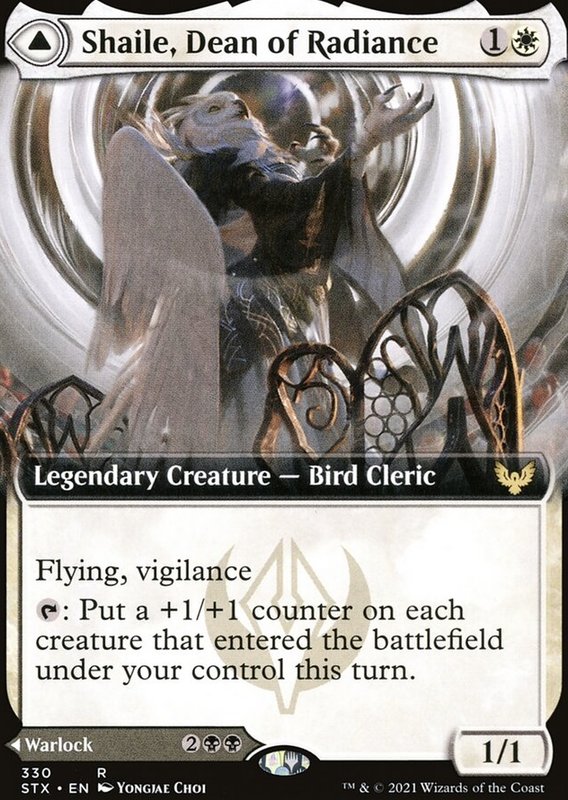 Shaile, Dean of Radiance 1
Legendary Creature — Bird Cleric
Flying, vigilance
: Put a +1/+1 counter on each
creature that entered the battlefield
under your control this turn.
Warlock 2
1/1
330 R
STX • EN Yongjae Choi
™ & © 2021 Wizards of the Coast